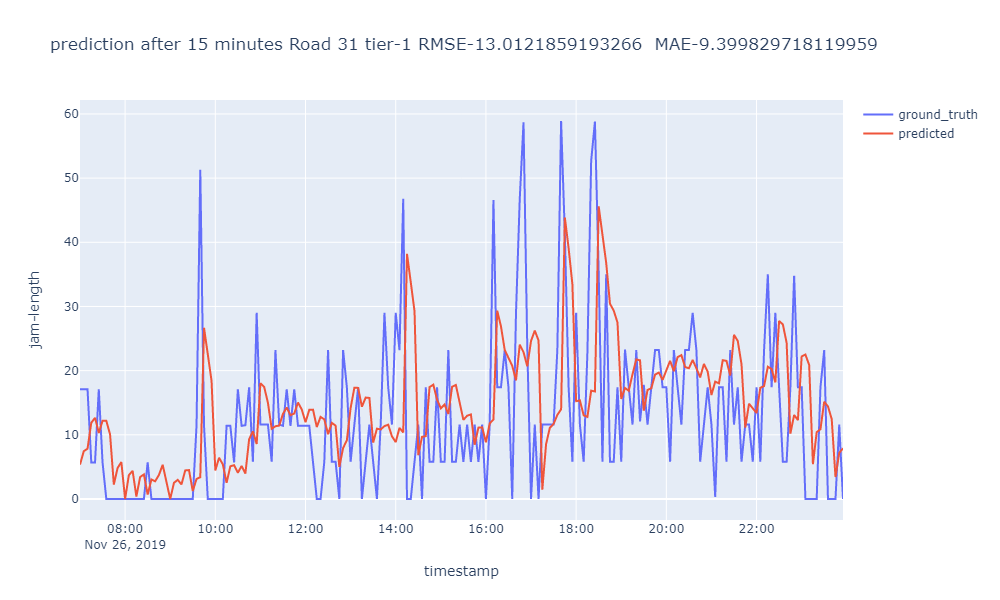 prediction after 15 minutes Road 31 tier-1 RMSE-13.0121859193266  MAE-9.399829718119959
ground_truth
predicted
60
50
40
30
20
10
0
jam-length
08:00 10:00 12:00 14:00 16:00 18:00 20:00 22:00
Nov 26, 2019
timestamp